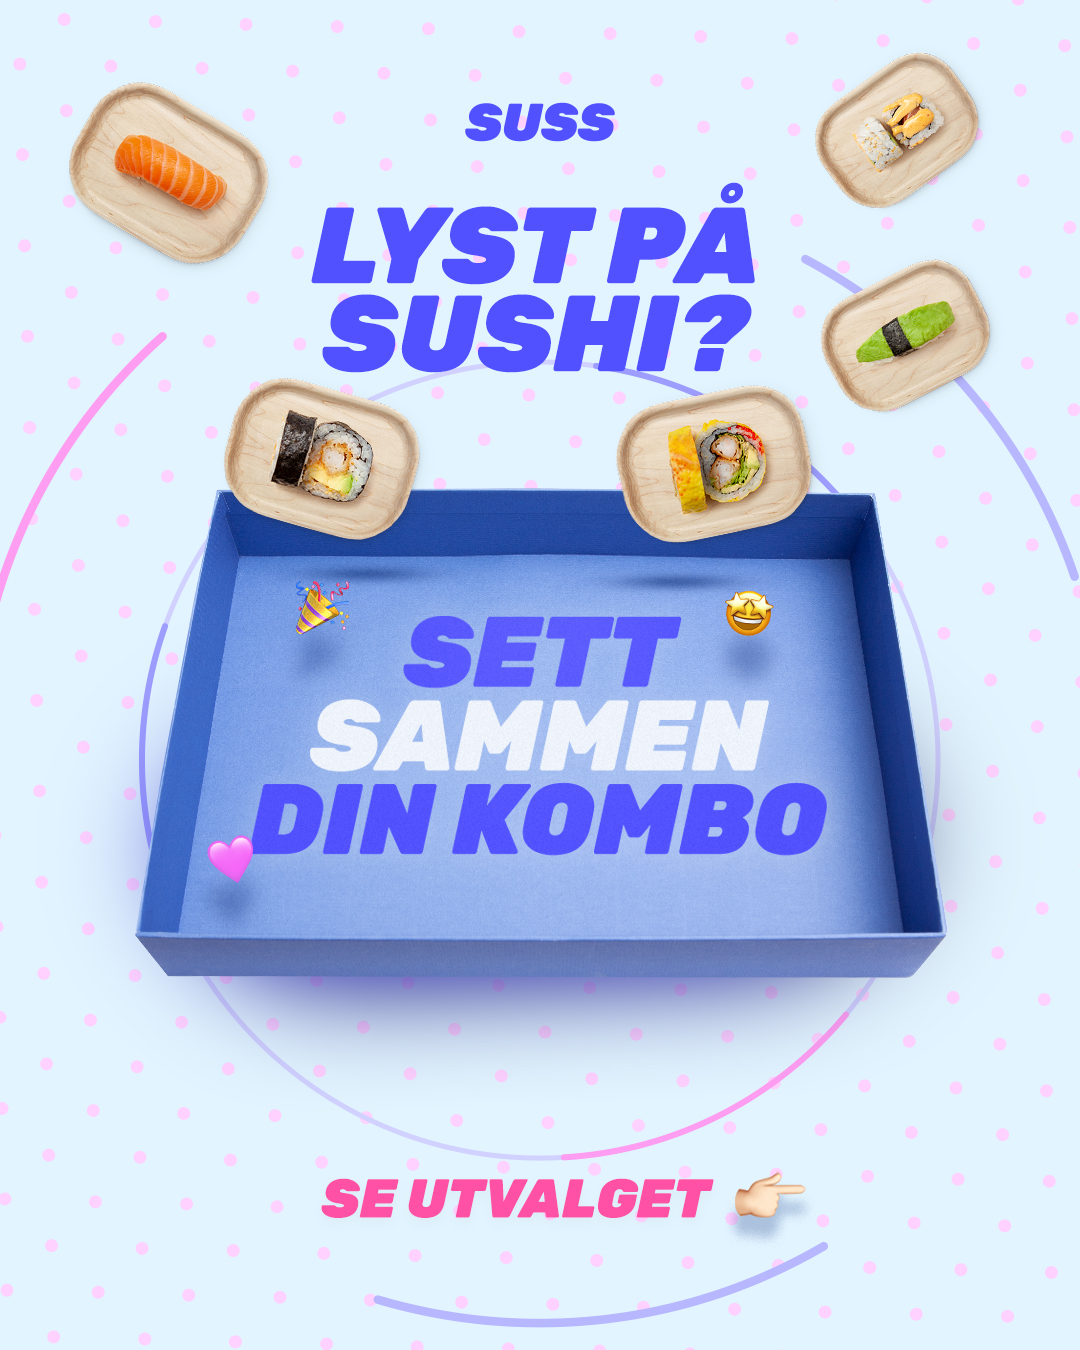 SUSS
LYST PÅ
SUSHI?
SETT
SAMMEN
DIN KOMBO
SE UTVALGET